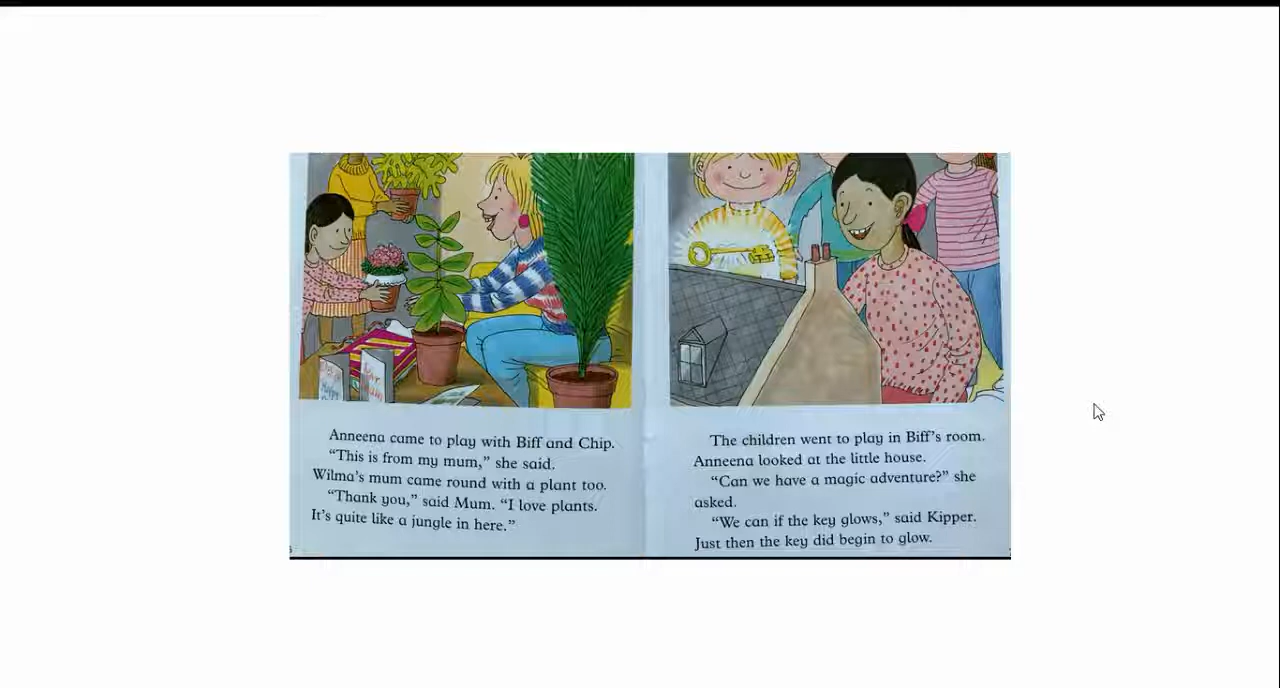 Anneena came to play with Biff and Chip.
“This is from my mum,” she said.
Wilma’s mum came round with a plant too.
“Thank you,” said Mum. “I love plants.
It’s quite like a jungle in here.”
The children went to play in Biff’s room.
Anneena looked at the little house.
“Can we have a magic adventure?” she
asked.
“We can if the key glows,” said Kipper.
Just then the key did begin to glow.